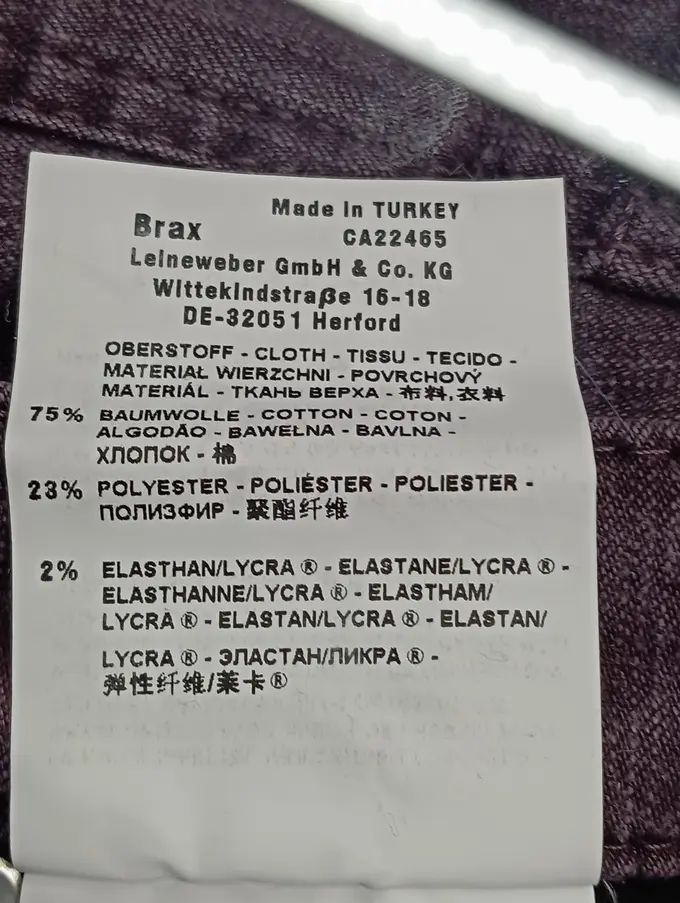 Made in TURKEY
Brax CA22465
Leineweber GmbH & Co. KG
Wittekindstraße 16-18
DE-32051 Herford
OBERSTOFF - CLOTH - TISSU - TECIDO -
MATERIAŁ WIERZCHNI - POVRCHOVÝ
MATERIÁL - ТКАНЬ ВЕРХА - 布料,衣料
75% BAUMWOLLE - COTTON - COTON -
ALGODÃO - BAWEŁNA - BAVLNA -
ХЛОПОК - 棉
23% POLYESTER - POLIÉSTER - POLIESTER -
ПОЛИЗФИР - 聚酯纤维
2% ELASTHAN/LYCRA ® - ELASTANE/LYCRA ® -
ELASTHANNE/LYCRA ® - ELASTHAM/
LYCRA ® - ELASTAN/LYCRA ® - ELASTAN/
LYCRA ® - ЭЛАСТАН/ЛИКРА ® -
弹性纤维/莱卡®